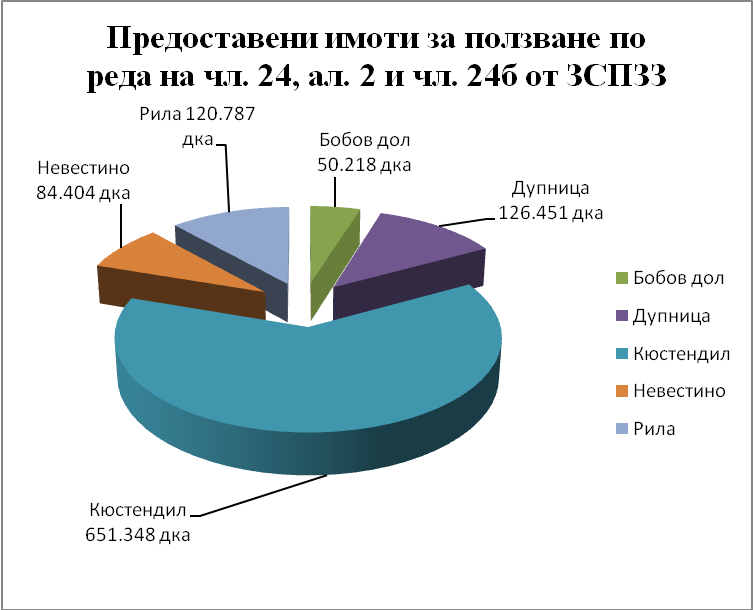 Предоставени имоти за ползване по
реда на чл. 24, ал. 2 и чл. 24б от ЗСПЗЗ
Рила 120.787
дка
Бобов дол
50.218 дка
Невестино
84.404 дка
Дупница
126.451 дка
Бобов дол
Дупница
Кюстендил
Невестино
Рила
Кюстендил
651.348 дка